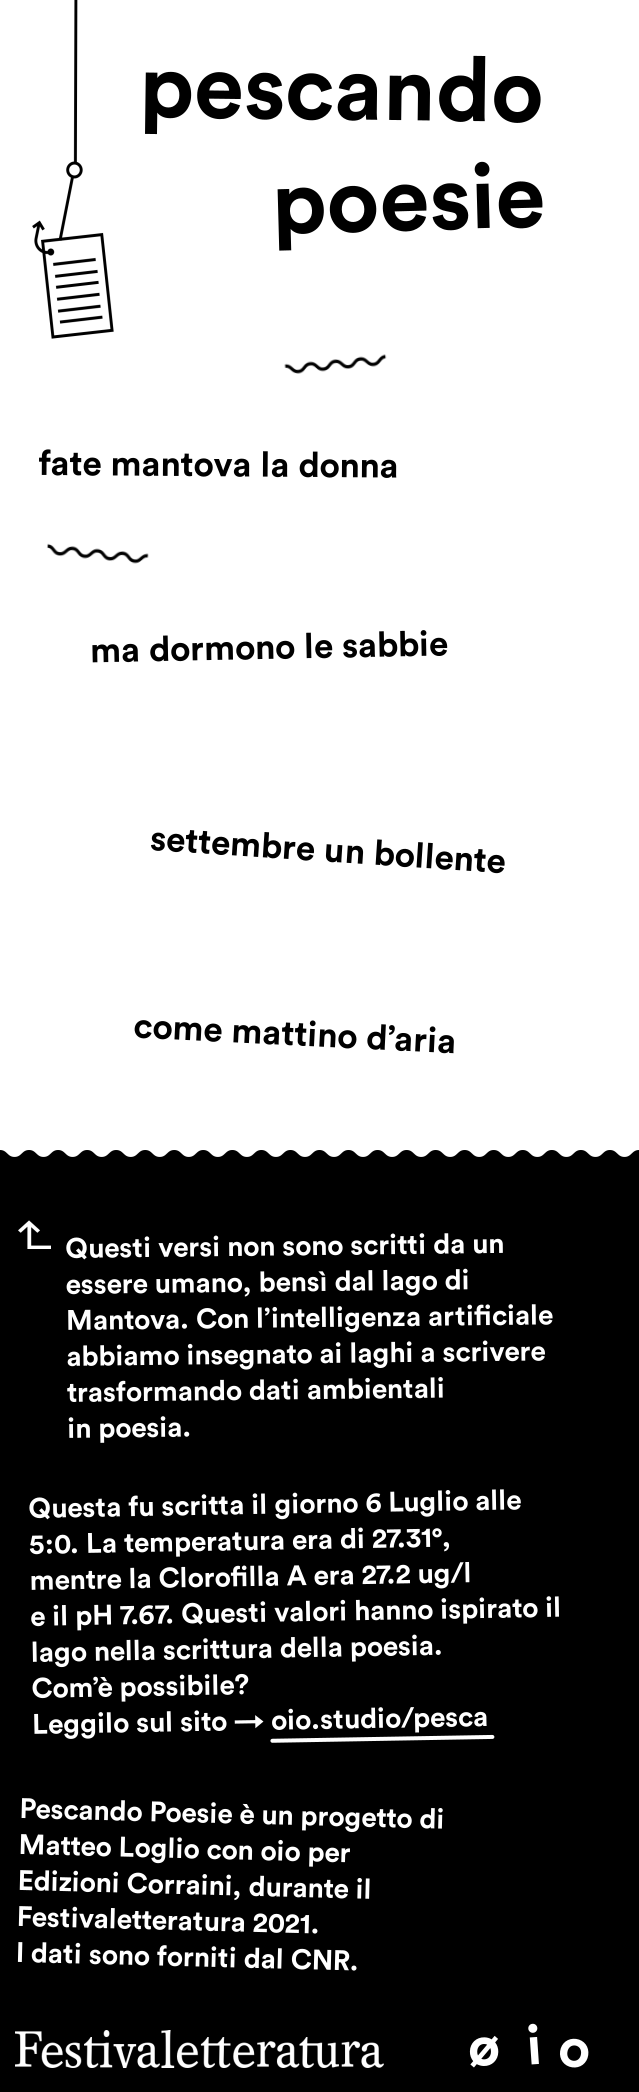 pescando
poesie
fate mantova la donna
ma dormono le sabbie
settembre un bollente
come mattino d’aria
Questi versi non sono scritti da un
essere umano, bensì dal lago di
Mantova. Con l’intelligenza artificiale
abbiamo insegnato ai laghi a scrivere
trasformando dati ambientali
in poesia.
Questa fu scritta il giorno 6 Luglio alle
5:0. La temperatura era di 27.31°,
mentre la Clorofilla A era 27.2 ug/l
e il pH 7.67. Questi valori hanno ispirato il
lago nella scrittura della poesia.
Com’è possibile?
Leggilo sul sito → oio.studio/pesca
Pescando Poesie è un progetto di
Matteo Loglio con oio per
Edizioni Corraini, durante il
Festivaletteratura 2021.
I dati sono forniti dal CNR.
Festivaletteratura ø i o